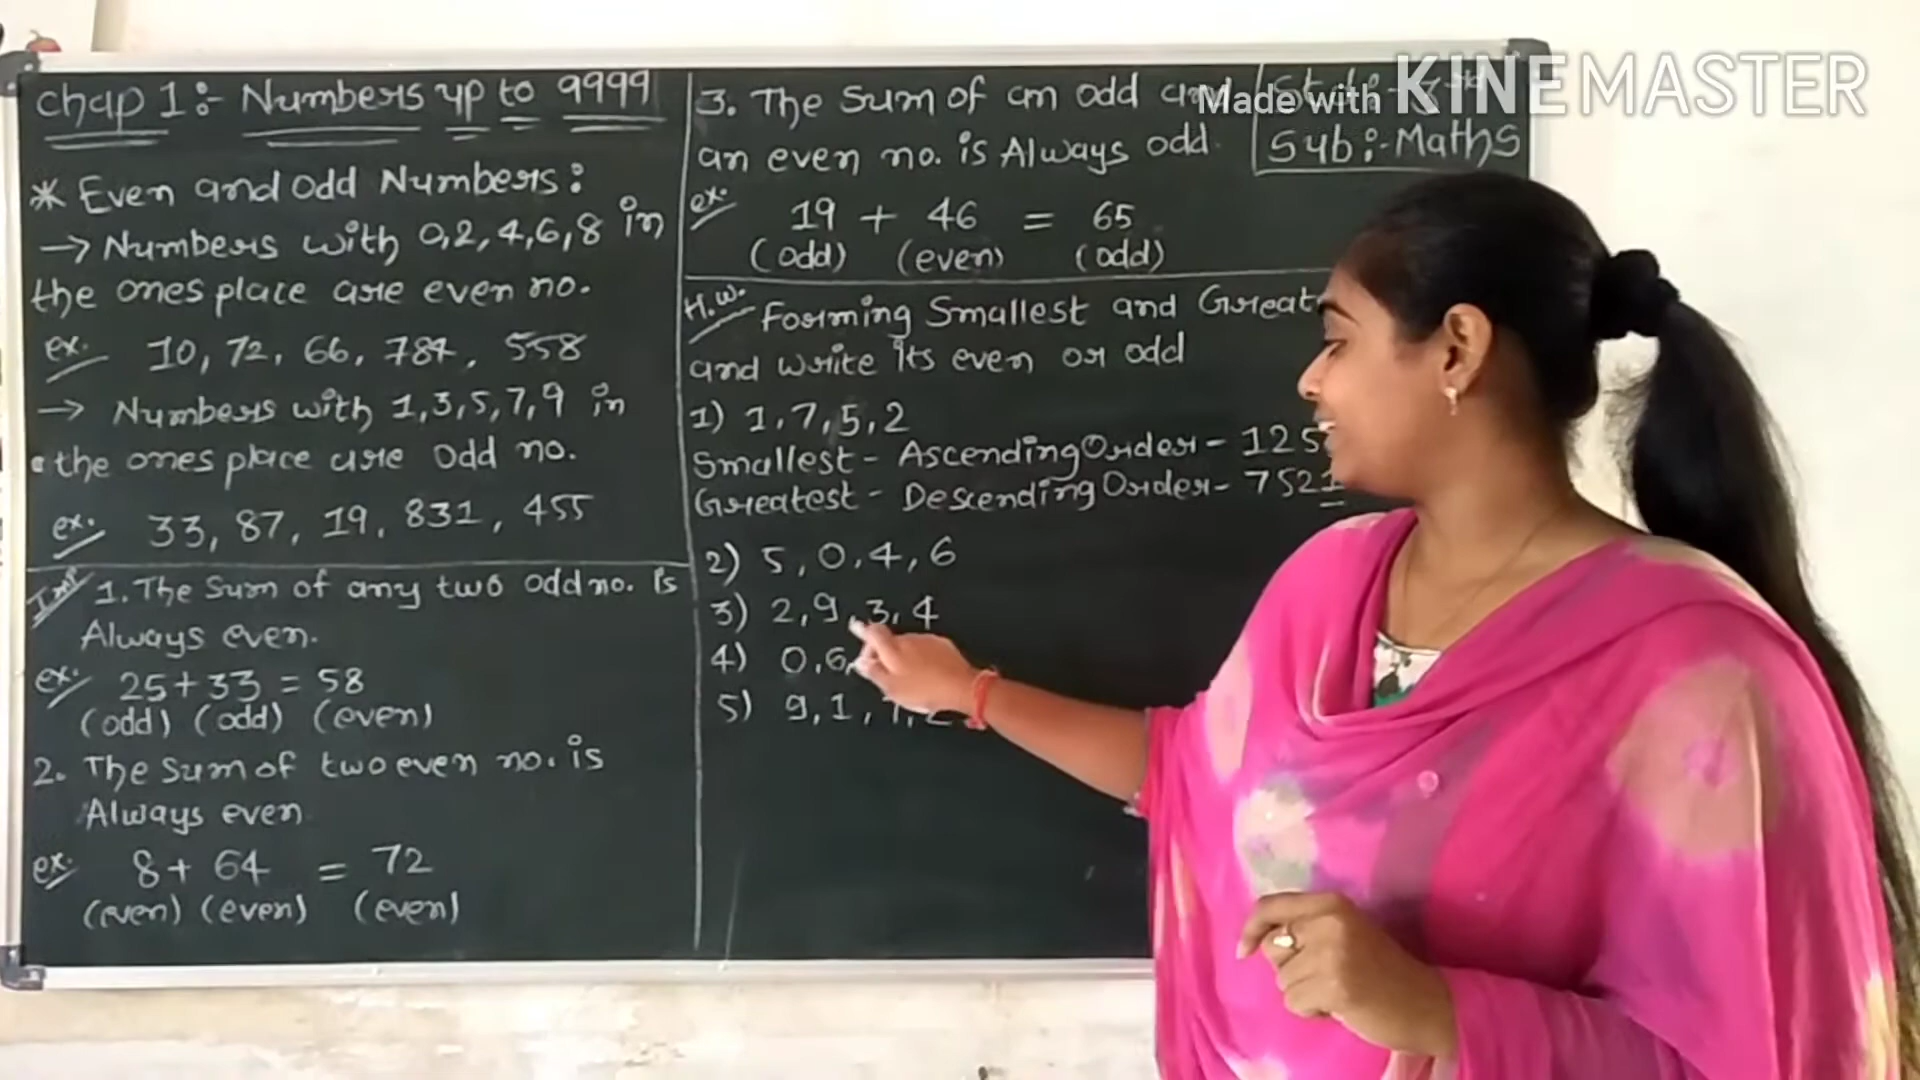 Chap 1:- Numbers up to 9999
* Even and Odd Numbers:
→ Numbers with 0,2,4,6,8 in
the ones place are even no.
ex. 10, 72, 66, 784, 558
→ Numbers with 1,3,5,7,9 in
the ones place are odd no.
ex. 33, 87, 19, 831, 455
Imp 1. The Sum of any two odd no. is
Always even.
ex. 25+33 = 58
(odd) (odd) (even)
2. The Sum of two even no. is
Always even
ex. 8+ 64 = 72
(even) (even) (even)
3. The Sum of an odd and
an even no. is Always odd.
ex. 19 + 46 = 65
(odd) (even) (odd)
H.W. Forming Smallest and Greatest
and write its even or odd
1) 1,7,5,2
Smallest - Ascending Order - 125
Greatest - Descending Order - 7521
2) 5,0,4,6
3) 2,9,3,4
4) 0,6,
5) 9,1,7,2
Sub:- Maths
Made with KINEMASTER